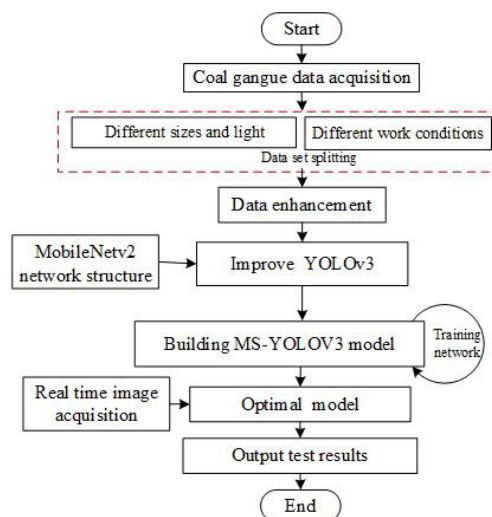 Start
Coal gangue data acquisition
Different sizes and light
Different work conditions
Data set splitting
Data enhancement
MobileNetv2
network structure
Improve YOLOv3
Building MS-YOLOV3 model
Training
network
Real time image
acquisition
Optimal model
Output test results
End